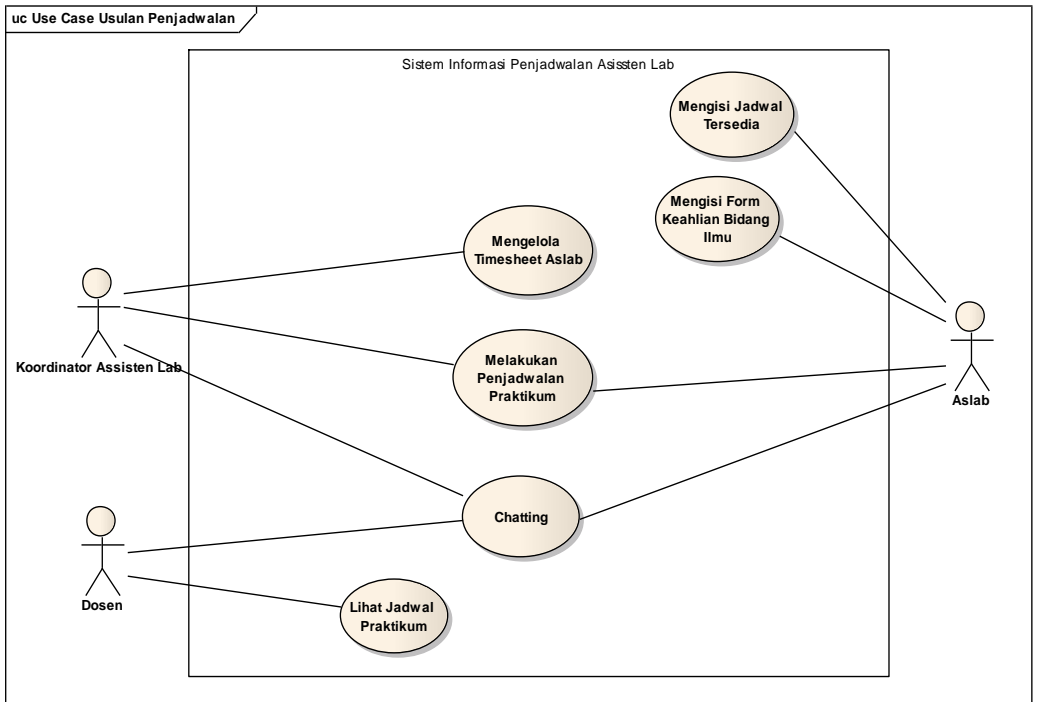 uc Use Case Usulan Penjadwalan
Sistem Informasi Penjadwalan Asissten Lab
Mengisi Jadwal
Tersedia
Mengisi Form
Keahlian Bidang
Ilmu
Mengelola
Timesheet Aslab
Koordinator Assisten Lab
Melakukan
Penjadwalan
Praktikum
Aslab
Chatting
Dosen
Lihat Jadwal
Praktikum